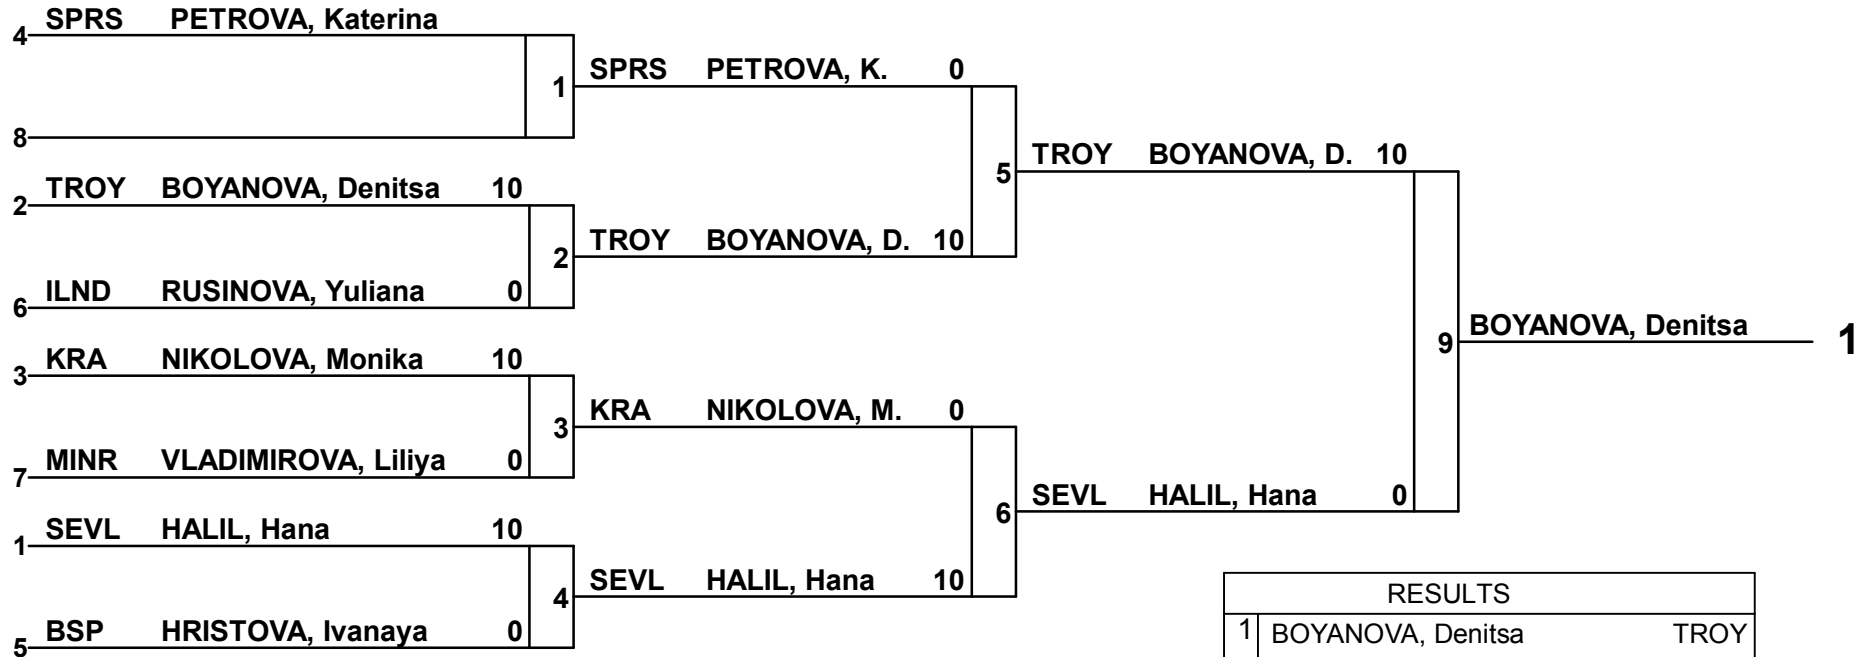 4 SPRS PETROVA, Katerina
1
SPRS PETROVA, K. 0
8
5
TROY BOYANOVA, D. 10
2 TROY BOYANOVA, Denitsa 10
2
TROY BOYANOVA, D. 10
6 ILND RUSINOVA, Yuliana 0
9
BOYANOVA, Denitsa 1
3 KRA NIKOLOVA, Monika 10
3
KRA NIKOLOVA, M. 0
7 MINR VLADIMIROVA, Liliya 0
6
SEVL HALIL, Hana 0
1 SEVL HALIL, Hana 10
4
SEVL HALIL, Hana 10
5 BSP HRISTOVA, Ivanaya 0
RESULTS
1 BOYANOVA, Denitsa TROY